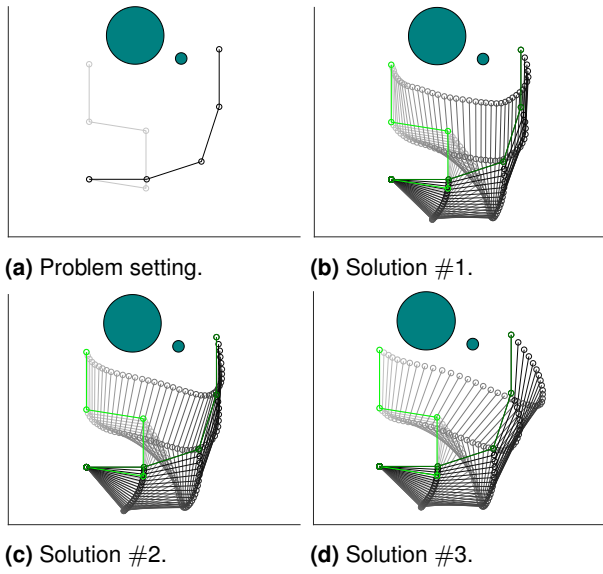 (a) Problem setting.
(b) Solution #1.
(c) Solution #2.
(d) Solution #3.